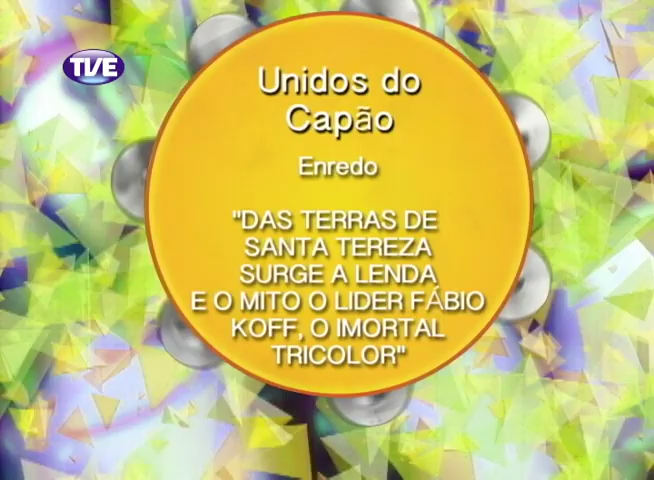 TVE
Unidos do
Capão
Enredo
"DAS TERRAS DE
SANTA TEREZA
SURGE A LENDA
E O MITO O LIDER FÁBIO
KOFF, O IMORTAL
TRICOLOR"